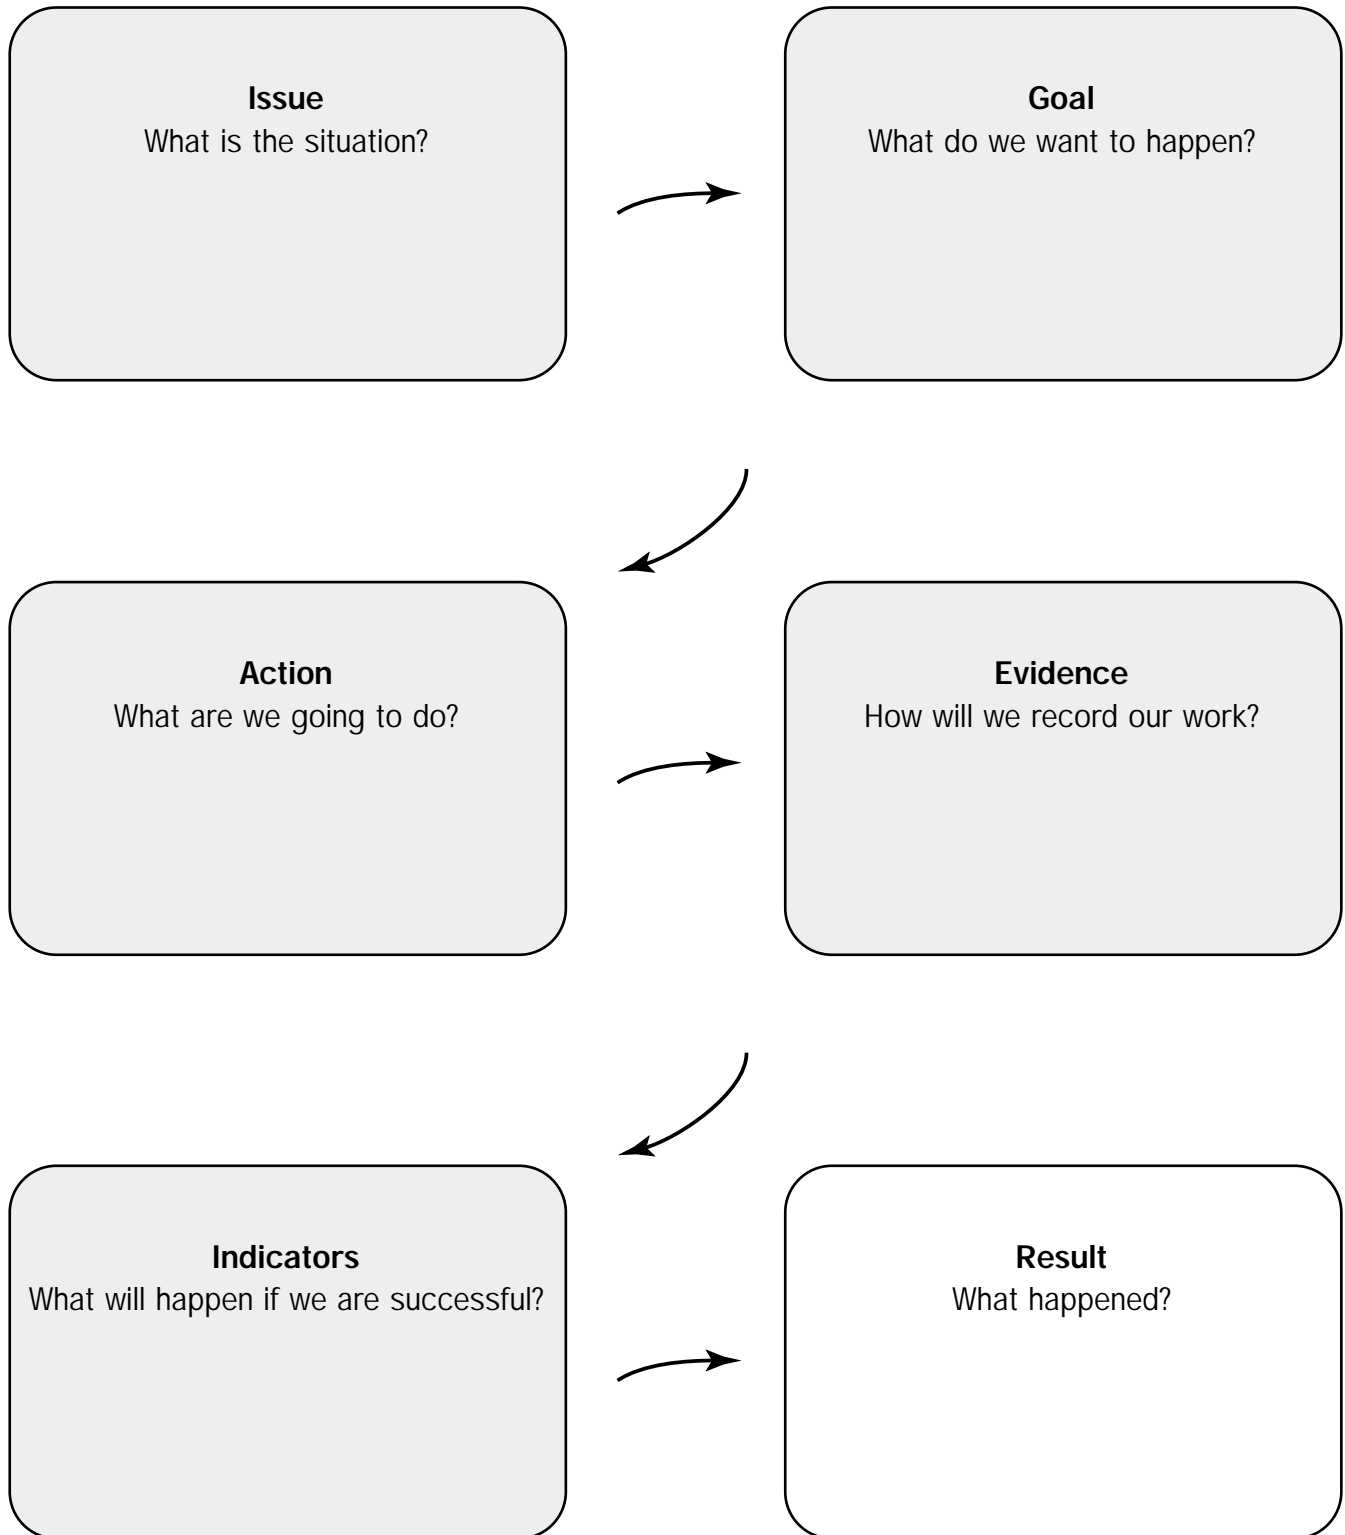 Issue
What is the situation?
Goal
What do we want to happen?
Action
What are we going to do?
Evidence
How will we record our work?
Indicators
What will happen if we are successful?
Result
What happened?